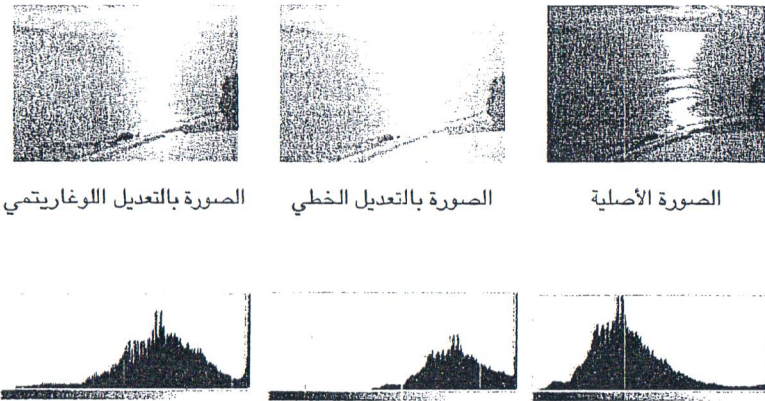 الصورة الأصلية
الصورة بالتعديل الخطي
الصورة بالتعديل اللوغاريتمي